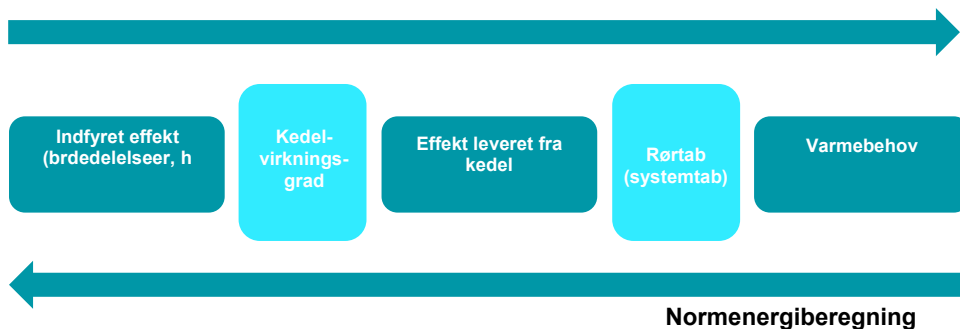 Indfyret effekt
(brdedelelseer, h
Kedel-
virknings-
grad
Effekt leveret fra
kedel
Rørtab
(systemtab)
Varmebehov
Normenergiberegning